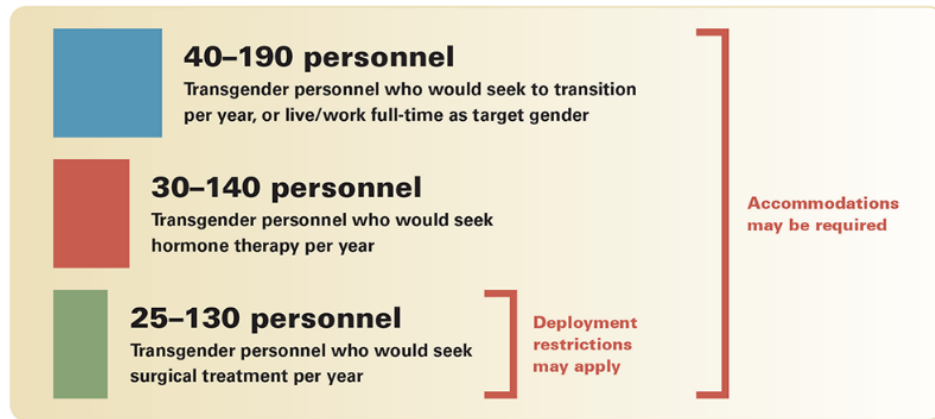 40–190 personnel
Transgender personnel who would seek to transition
per year, or live/work full-time as target gender
30–140 personnel
Transgender personnel who would seek
hormone therapy per year
Accommodations
may be required
25–130 personnel
Transgender personnel who would seek
surgical treatment per year
Deployment
restrictions
may apply